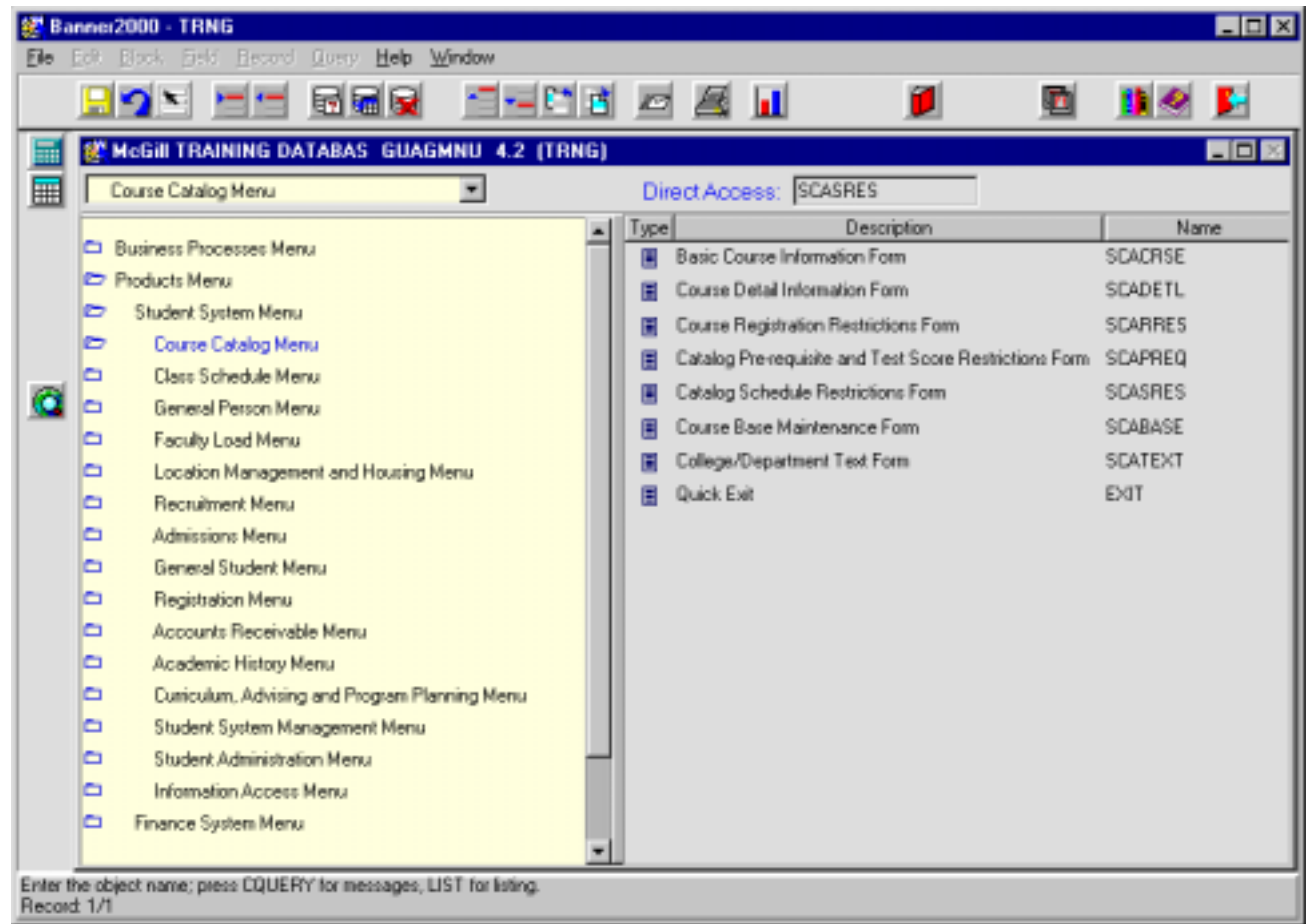 Banner2000 - TRNG
File Edit Block Field Record Query Help Window
McGill TRAINING DATABAS GUAGMNU 4.2 (TRNG)
Course Catalog Menu
Direct Access: SCASRES
Business Processes Menu
Products Menu
Student System Menu
Course Catalog Menu
Class Schedule Menu
General Person Menu
Faculty Load Menu
Location Management and Housing Menu
Recruitment Menu
Admissions Menu
General Student Menu
Registration Menu
Accounts Receivable Menu
Academic History Menu
Curriculum, Advising and Program Planning Menu
Student System Management Menu
Student Administration Menu
Information Access Menu
Finance System Menu
Type Description Name
Basic Course Information Form SCACRSE
Course Detail Information Form SCADETL
Course Registration Restrictions Form SCARRES
Catalog Pre-requisite and Test Score Restrictions Form SCAPREQ
Catalog Schedule Restrictions Form SCASRES
Course Base Maintenance Form SCABASE
College/Department Text Form SCATEXT
Quick Exit EXIT
Enter the object name; press CQUERY for messages, LIST for listing.
Record: 1/1